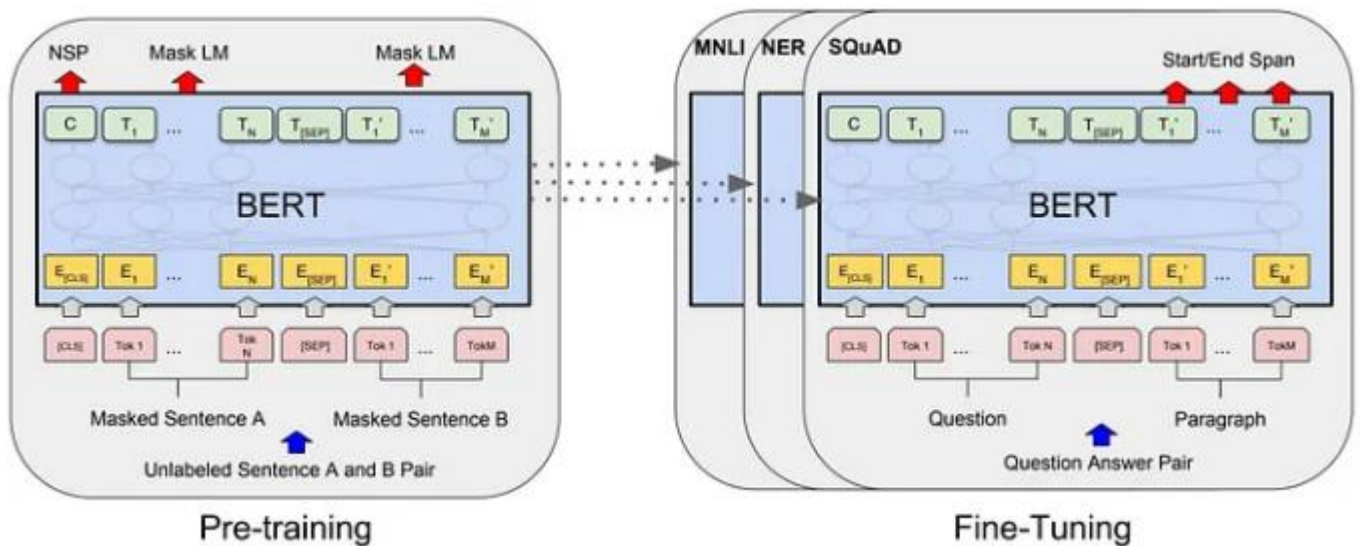 NSP Mask LM Mask LM
C T1 ... TN T[SEP] T1' ... TM'
BERT
E[CLS] E1 ... EN E[SEP] E1' ... EM'
[CLS] Tok 1 ... Tok N [SEP] Tok 1 ... TokM
Masked Sentence A Masked Sentence B
Unlabeled Sentence A and B Pair
Pre-training
MNLI NER SQuAD
Start/End Span
C T1 ... TN T[SEP] T1' ... TM'
BERT
E[CLS] E1 ... EN E[SEP] E1' ... EM'
[CLS] Tok 1 ... Tok N [SEP] Tok 1 ... TokM
Question Paragraph
Question Answer Pair
Fine-Tuning